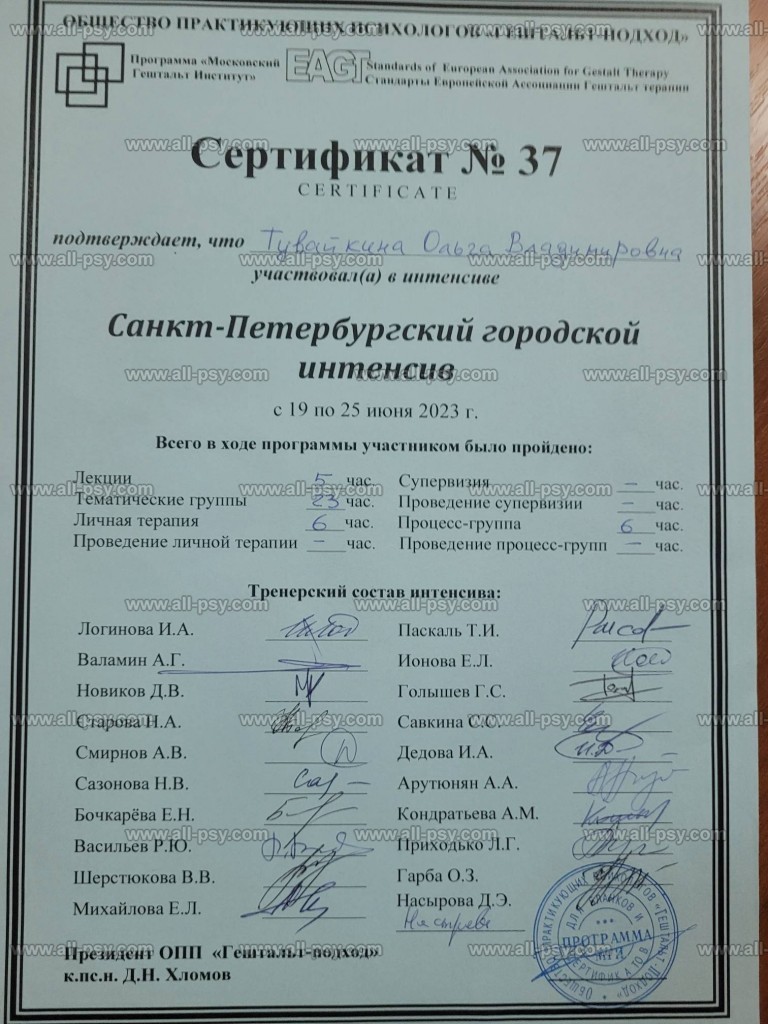 ОБЩЕСТВО ПРАКТИКУЮЩИХ ПСИХОЛОГОВ «ГЕШТАЛЬТ-ПОДХОД»
Программа «Московский Гештальт Институт»
EAGT
Standards of European Association for Gestalt Therapy
Стандарты Европейской Ассоциации Гештальт терапии
Сертификат № 37
CERTIFICATE
подтверждает, что Тувайкина Ольга Владимировна
участвовал(а) в интенсиве
Санкт-Петербургский городской
интенсив
с 19 по 25 июня 2023 г.
Всего в ходе программы участником было пройдено:
Лекции 5 час. Супервизия – час.
Тематические группы 23 час. Проведение супервизии – час.
Личная терапия 6 час. Процесс-группа 6 час.
Проведение личной терапии – час. Проведение процесс-групп – час.
Тренерский состав интенсива:
Логинова И.А. Паскаль Т.И.
Валамин А.Г. Ионова Е.Л.
Новиков Д.В. Голышев Г.С.
Старова Н.А. Савкина С.С.
Смирнов А.В. Дедова И.А.
Сазонова Н.В. Арутюнян А.А.
Бочкарёва Е.Н. Кондратьева А.М.
Васильев Р.Ю. Приходько Л.Г.
Шерстюкова В.В. Гарба О.З.
Михайлова Е.Л. Насырова Д.Э.
Президент ОПП «Гештальт-подход»
к.пс.н. Д.Н. Хломов
ПРОГРАММА
МГИ
www.all-psy.com